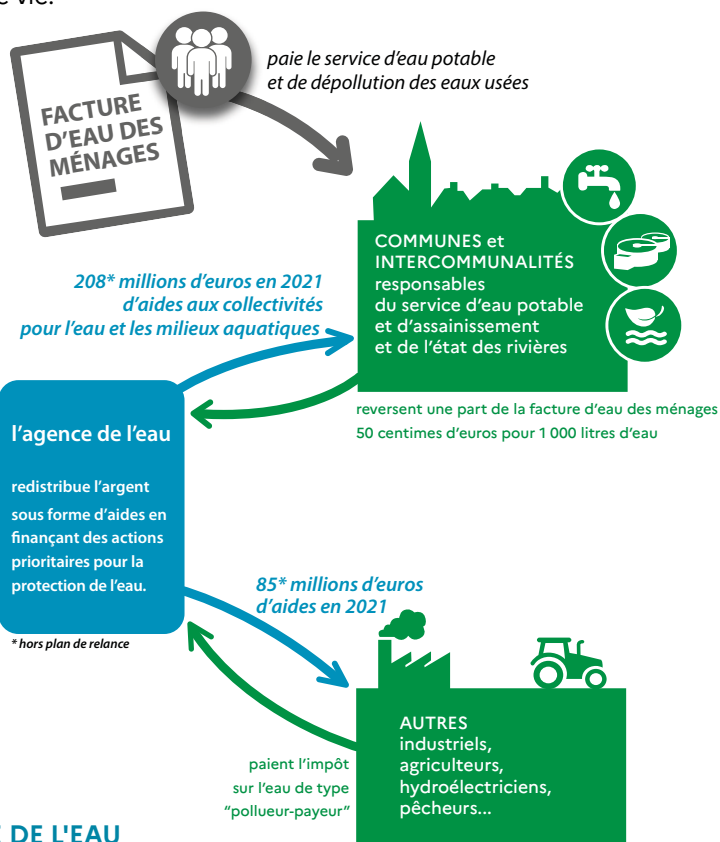 e vie.
paie le service d'eau potable
et de dépollution des eaux usées
FACTURE
D'EAU DES
MÉNAGES
COMMUNES et
INTERCOMMUNALITÉS
responsables
du service d'eau potable
et d'assainissement
et de l'état des rivières
208* millions d'euros en 2021
d'aides aux collectivités
pour l'eau et les milieux aquatiques
reversent une part de la facture d'eau des ménages
50 centimes d'euros pour 1 000 litres d'eau
l'agence de l'eau
redistribue l'argent
sous forme d'aides en
finançant des actions
prioritaires pour la
protection de l'eau.
* hors plan de relance
85* millions d'euros
d'aides en 2021
AUTRES
industriels,
agriculteurs,
hydroélectriciens,
pêcheurs...
paient l'impôt
sur l'eau de type
“pollueur-payeur”
E DE L'EAU